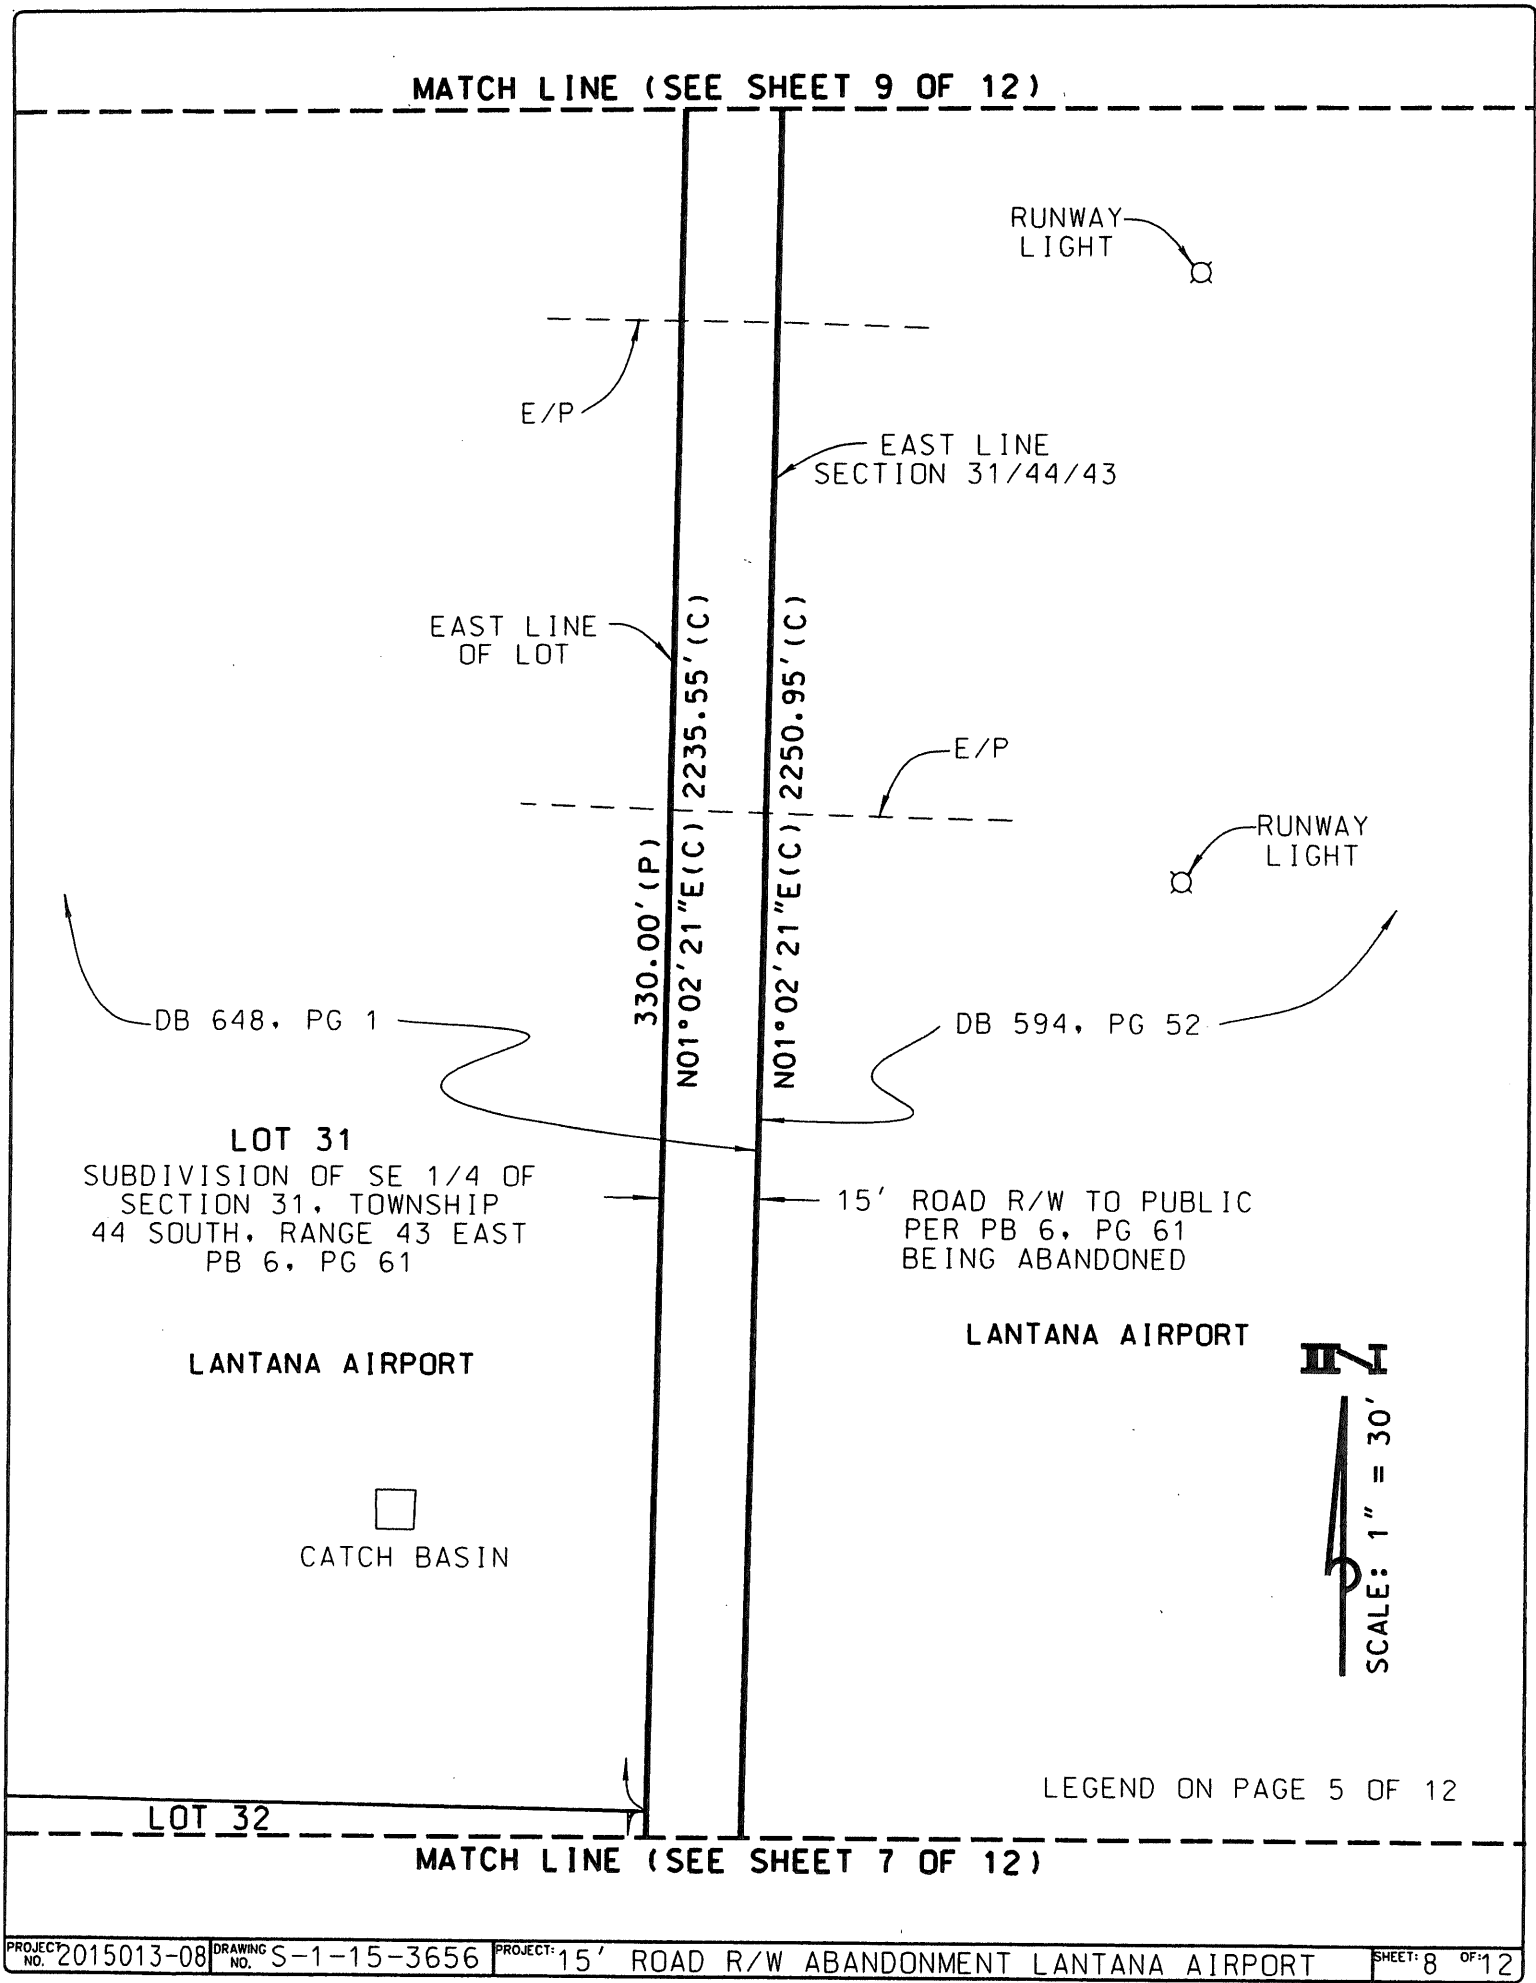 MATCH LINE (SEE SHEET 9 OF 12)
RUNWAY
LIGHT
E/P
EAST LINE
SECTION 31/44/43
EAST LINE
OF LOT
2235.55'(C)
2250.95'(C)
E/P
RUNWAY
LIGHT
330.00'(P)
N01°02'21"E(C)
N01°02'21"E(C)
DB 648, PG 1
DB 594, PG 52
LOT 31
SUBDIVISION OF SE 1/4 OF
SECTION 31, TOWNSHIP
44 SOUTH, RANGE 43 EAST
PB 6, PG 61
15' ROAD R/W TO PUBLIC
PER PB 6, PG 61
BEING ABANDONED
LANTANA AIRPORT
LANTANA AIRPORT
SCALE: 1" = 30'
CATCH BASIN
LEGEND ON PAGE 5 OF 12
LOT 32
MATCH LINE (SEE SHEET 7 OF 12)
PROJECT NO. 2015013-08 DRAWING NO. S-1-15-3656 PROJECT: 15' ROAD R/W ABANDONMENT LANTANA AIRPORT SHEET: 8 OF: 12